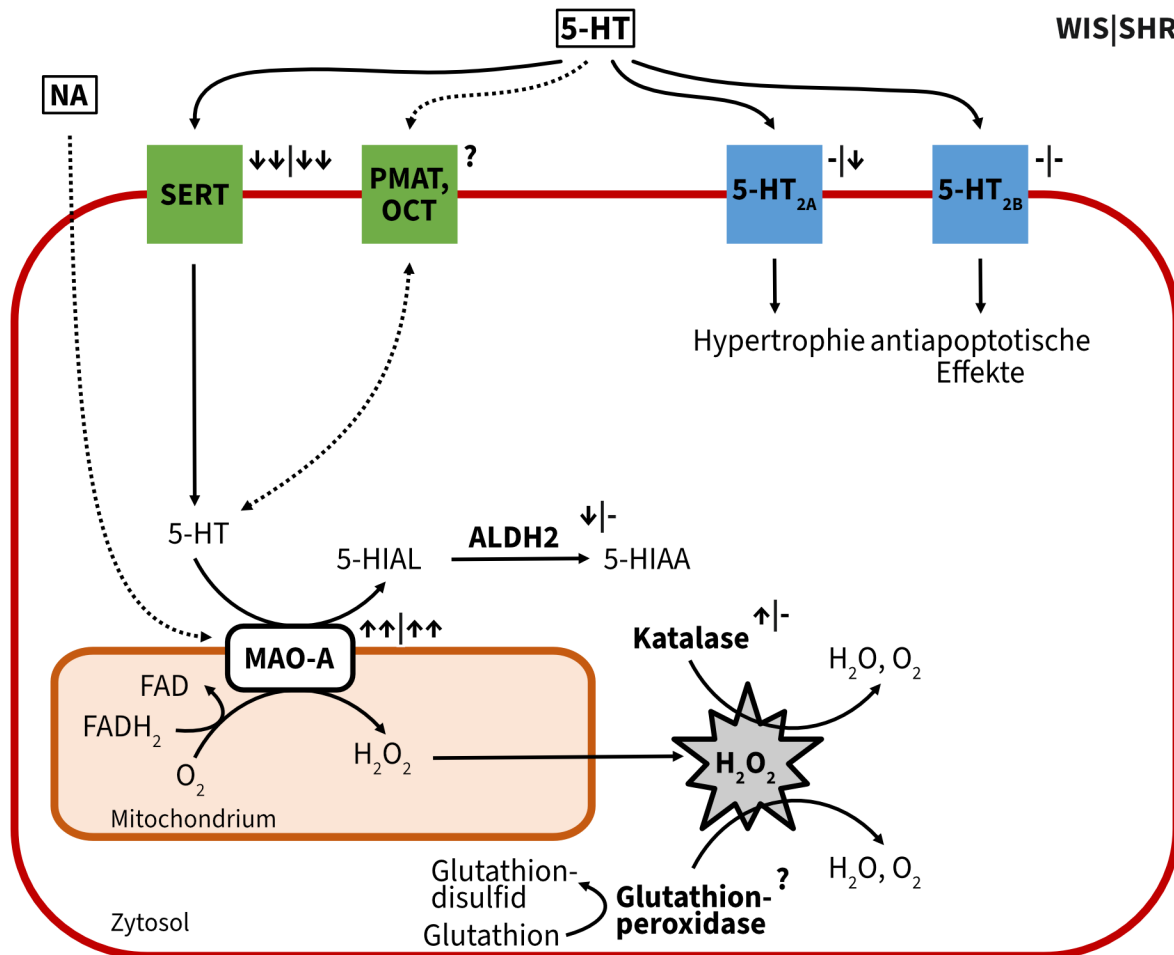 5-HT
WIS|SHR
NA
SERT
↓↓|↓↓
PMAT,
OCT
?
5-HT2A
-|↓
5-HT2B
-|-
Hypertrophie
antiapoptotische
Effekte
5-HT
5-HIAL
ALDH2
↓|-
5-HIAA
MAO-A
↑↑|↑↑
Katalase
↑|-
H2O, O2
FAD
FADH2
O2
H2O2
H2O2
Mitochondrium
H2O, O2
Glutathion-
disulfid
Glutathion
Glutathion-
peroxidase
?
Zytosol